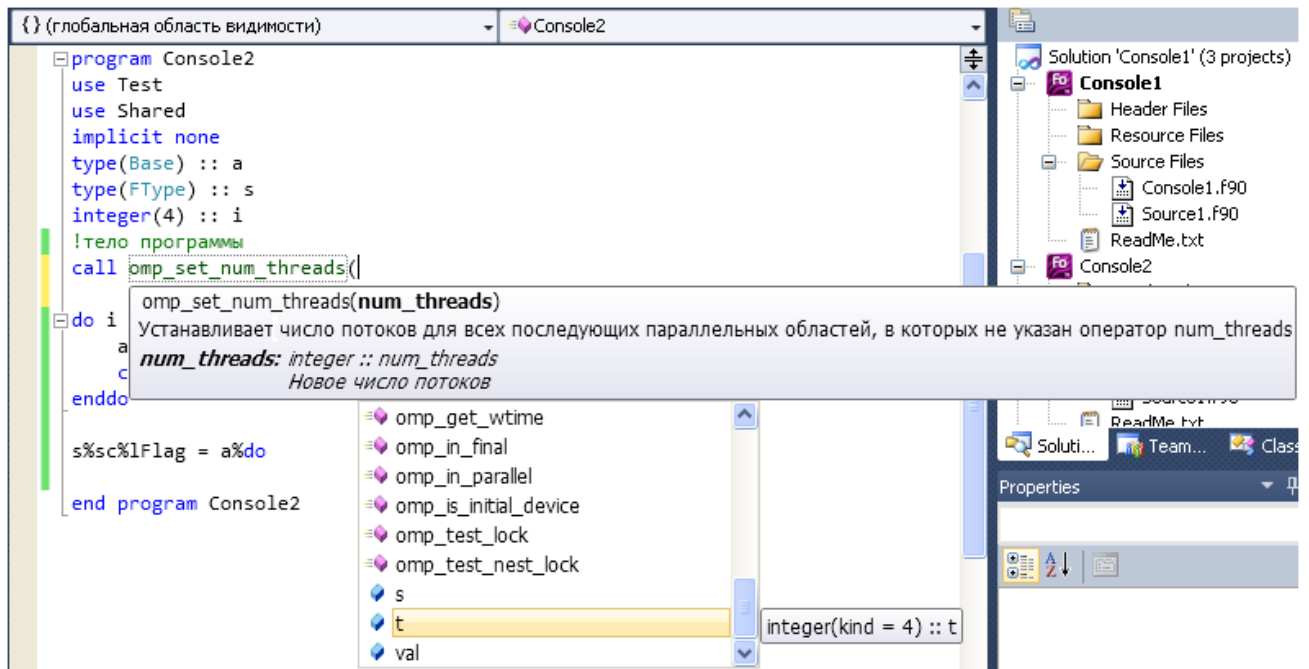 {} (глобальная область видимости)
Console2
program Console2
use Test
use Shared
implicit none
type(Base) :: a
type(FType) :: s
integer(4) :: i
!тело программы
call omp_set_num_threads(
omp_set_num_threads(num_threads)
Устанавливает число потоков для всех последующих параллельных областей, в которых не указан оператор num_threads
num_threads: integer :: num_threads
Новое число потоков
do i
a
c
enddo
s%sc%lFlag = a%do
end program Console2
omp_get_wtime
omp_in_final
omp_in_parallel
omp_is_initial_device
omp_test_lock
omp_test_nest_lock
s
t
val
integer(kind = 4) :: t
Solution 'Console1' (3 projects)
Console1
Header Files
Resource Files
Source Files
Console1.f90
Source1.f90
ReadMe.txt
Console2
ReadMe.txt
Soluti... Team... Class
Properties